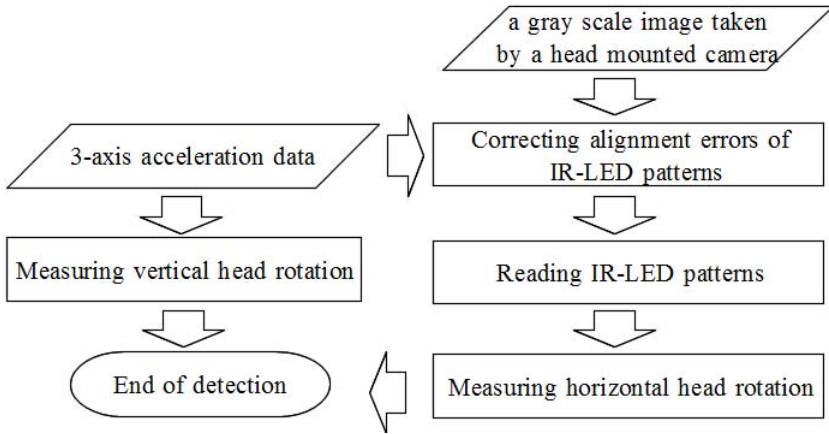 a gray scale image taken
by a head mounted camera
3-axis acceleration data
Correcting alignment errors of
IR-LED patterns
Measuring vertical head rotation
Reading IR-LED patterns
End of detection
Measuring horizontal head rotation